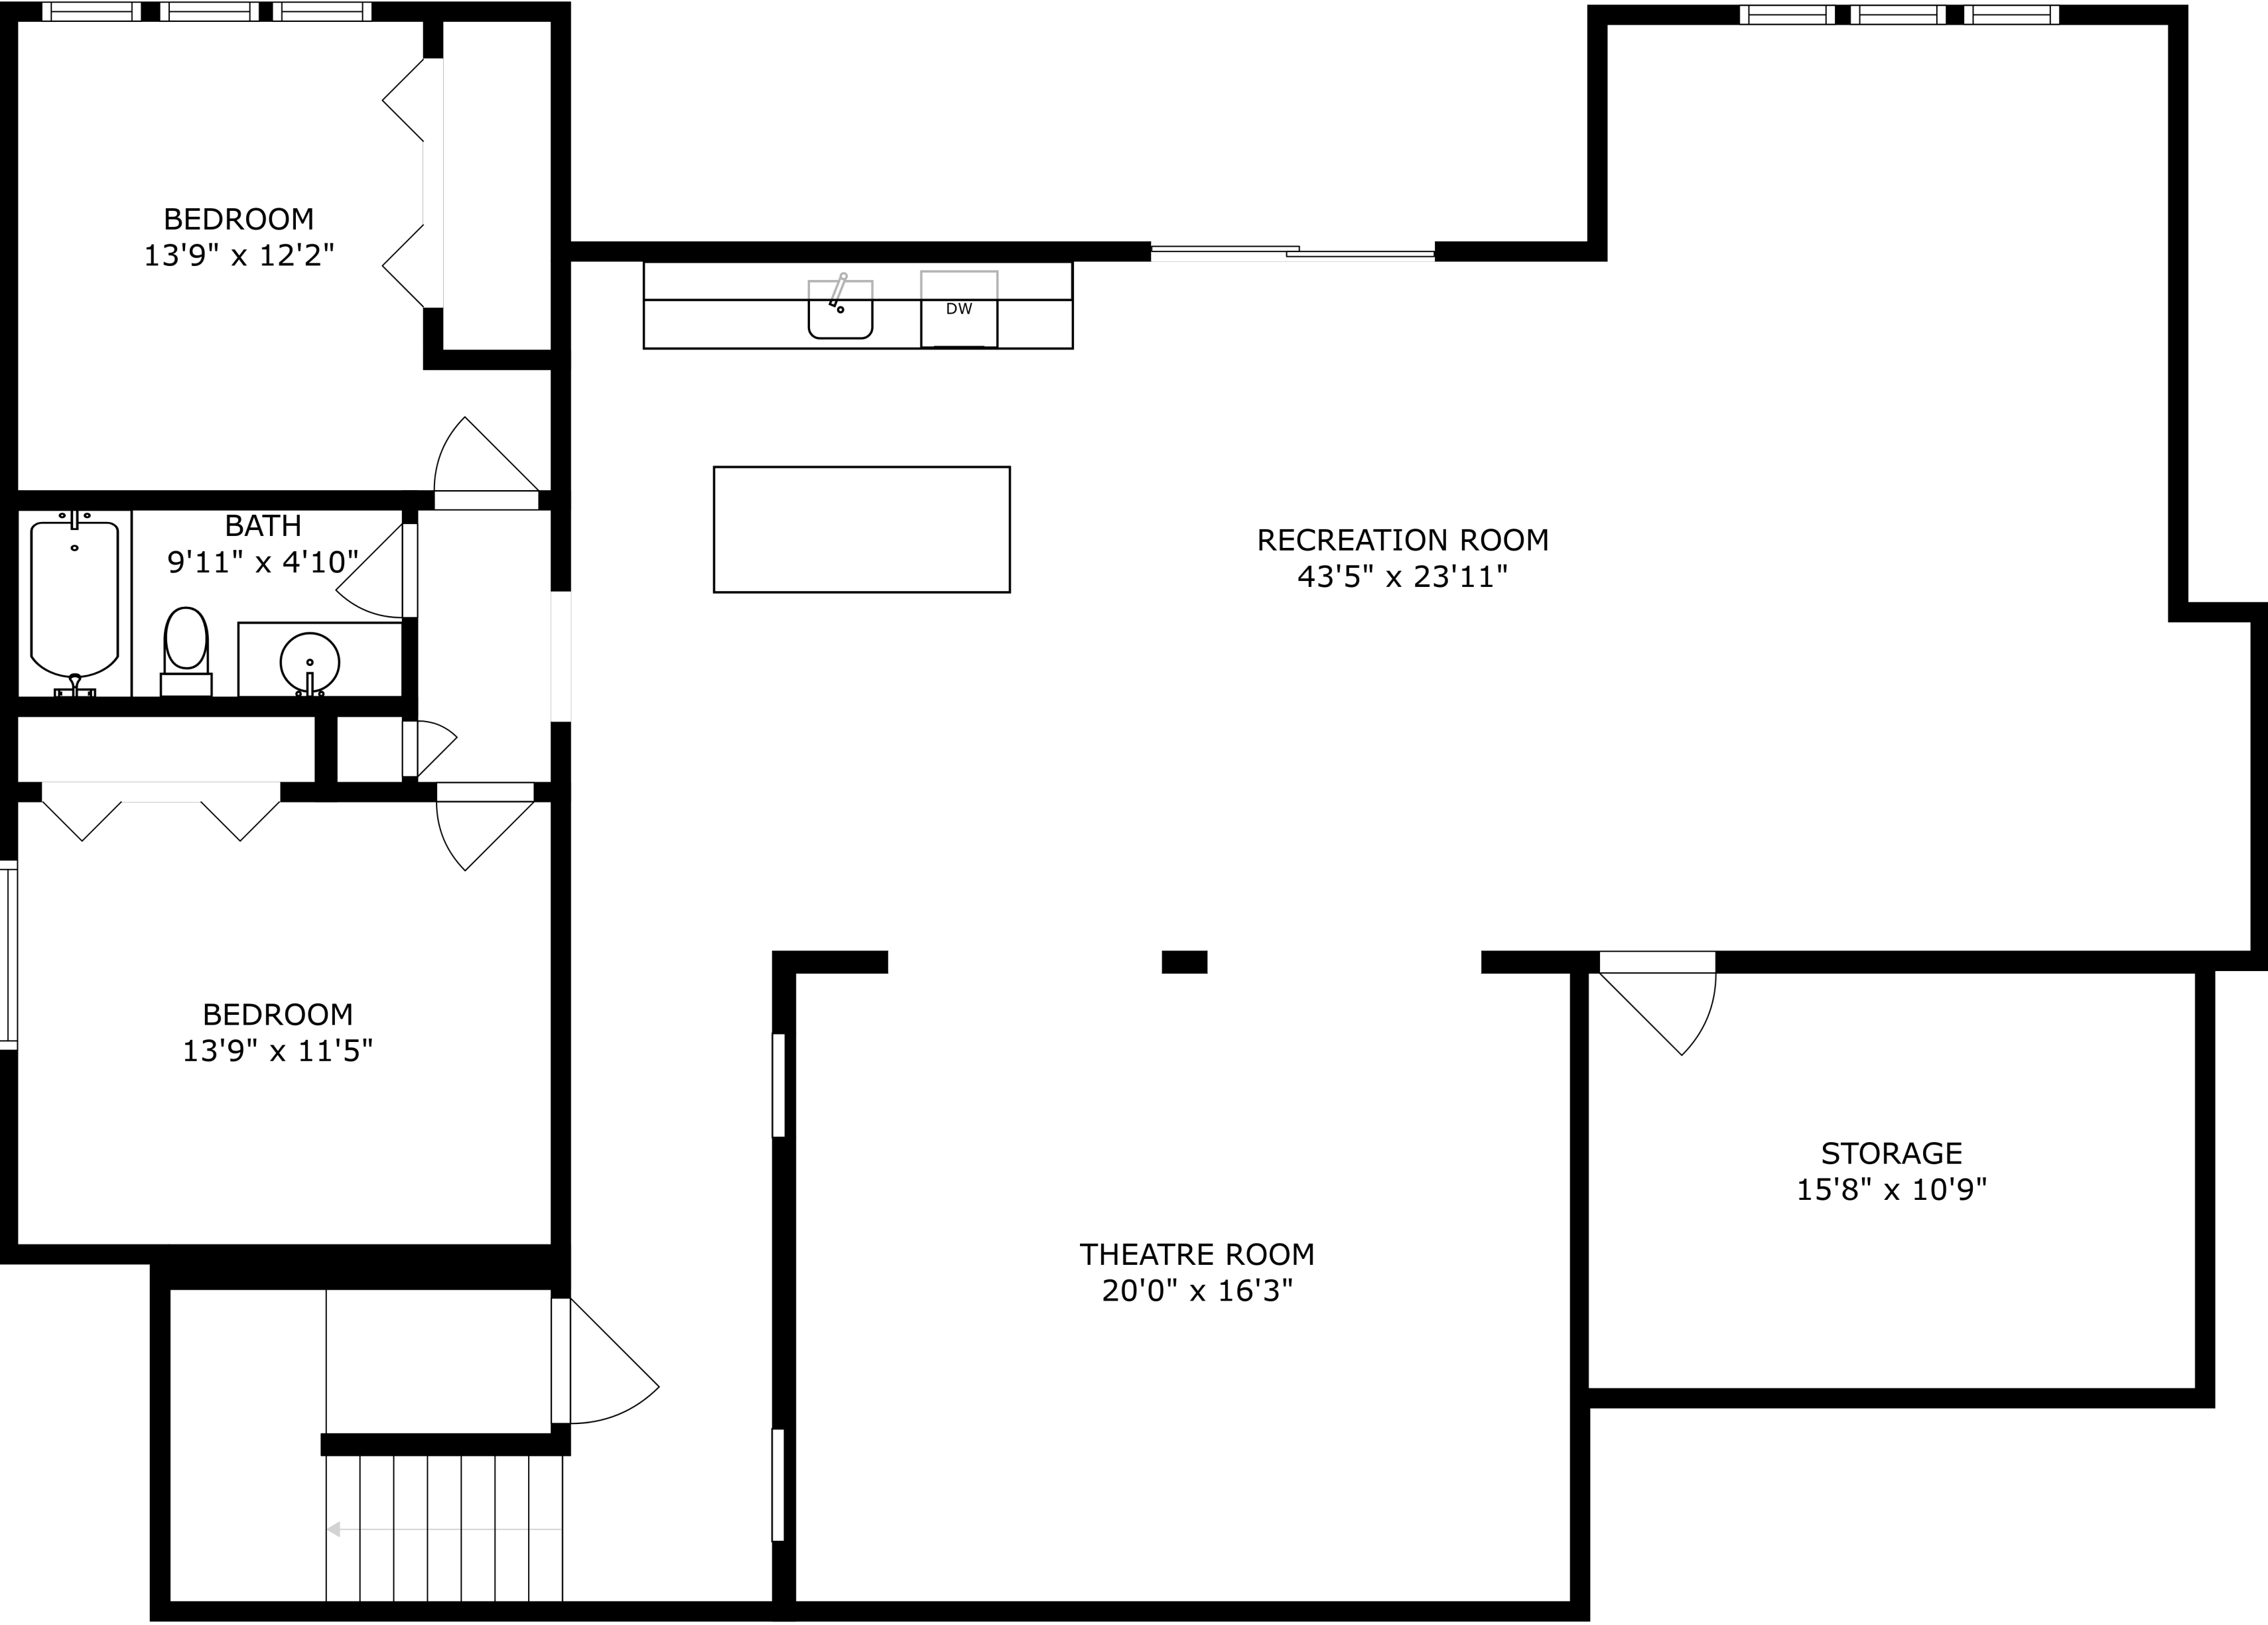 BEDROOM
13'9" x 12'2"
DW
BATH
9'11" x 4'10"
RECREATION ROOM
43'5" x 23'11"
BEDROOM
13'9" x 11'5"
STORAGE
15'8" x 10'9"
THEATRE ROOM
20'0" x 16'3"